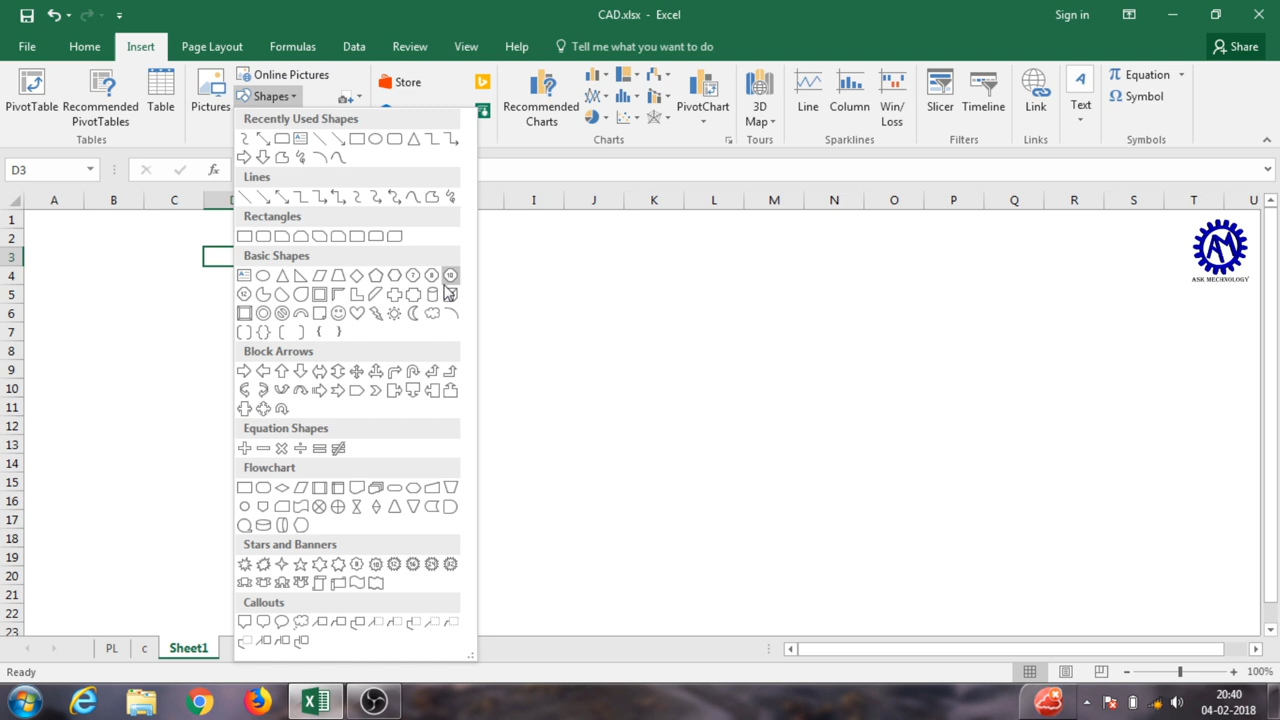 CAD.xlsx - Excel
Sign in
File Home Insert Page Layout Formulas Data Review View Help Tell me what you want to do Share
PivotTable
Recommended
PivotTables
Table
Tables
Pictures
Online Pictures
Shapes
Store
Recommended
Charts
PivotChart
Charts
3D
Map
Tours
Line
Column
Win/
Loss
Sparklines
Slicer
Timeline
Filters
Link
Links
Text
Equation
Symbol
Symbols
D3
fx
A B C D I J K L M N O P Q R S T U
1
2
3
4
5
6
7
8
9
10
11
12
13
14
15
16
17
18
19
20
21
22
23
Recently Used Shapes
Lines
Rectangles
Basic Shapes
Block Arrows
Equation Shapes
Flowchart
Stars and Banners
Callouts
AM
ASK MECHNOLOGY
PL c Sheet1
Ready
100%
20:40
04-02-2018